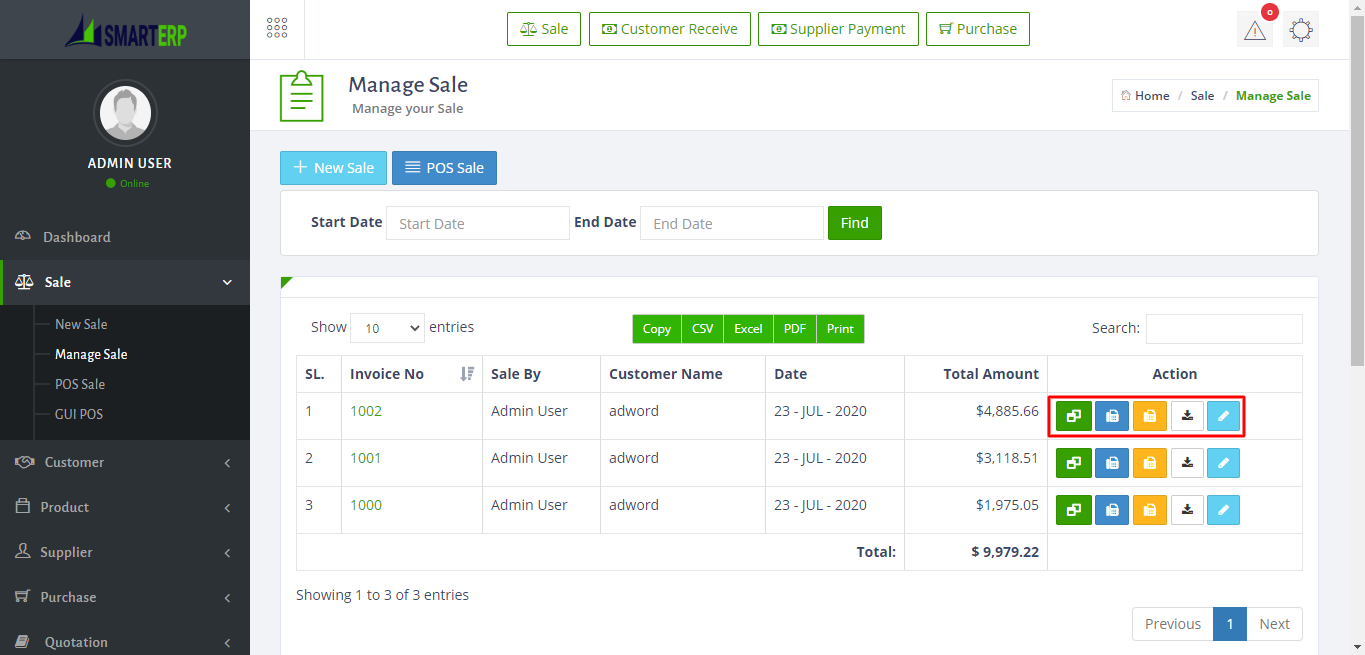 SMARTERP
Sale Customer Receive Supplier Payment Purchase
0
Manage Sale
Manage your Sale
Home / Sale / Manage Sale
ADMIN USER
Online
Dashboard
Sale
New Sale
Manage Sale
POS Sale
GUI POS
Customer
Product
Supplier
Purchase
Quotation
New Sale POS Sale
Start Date Start Date End Date End Date Find
Show 10 entries Copy CSV Excel PDF Print Search:
SL. Invoice No Sale By Customer Name Date Total Amount Action
1 1002 Admin User adword 23 - JUL - 2020 $4,885.66
2 1001 Admin User adword 23 - JUL - 2020 $3,118.51
3 1000 Admin User adword 23 - JUL - 2020 $1,975.05
Total: $ 9,979.22
Showing 1 to 3 of 3 entries
Previous 1 Next